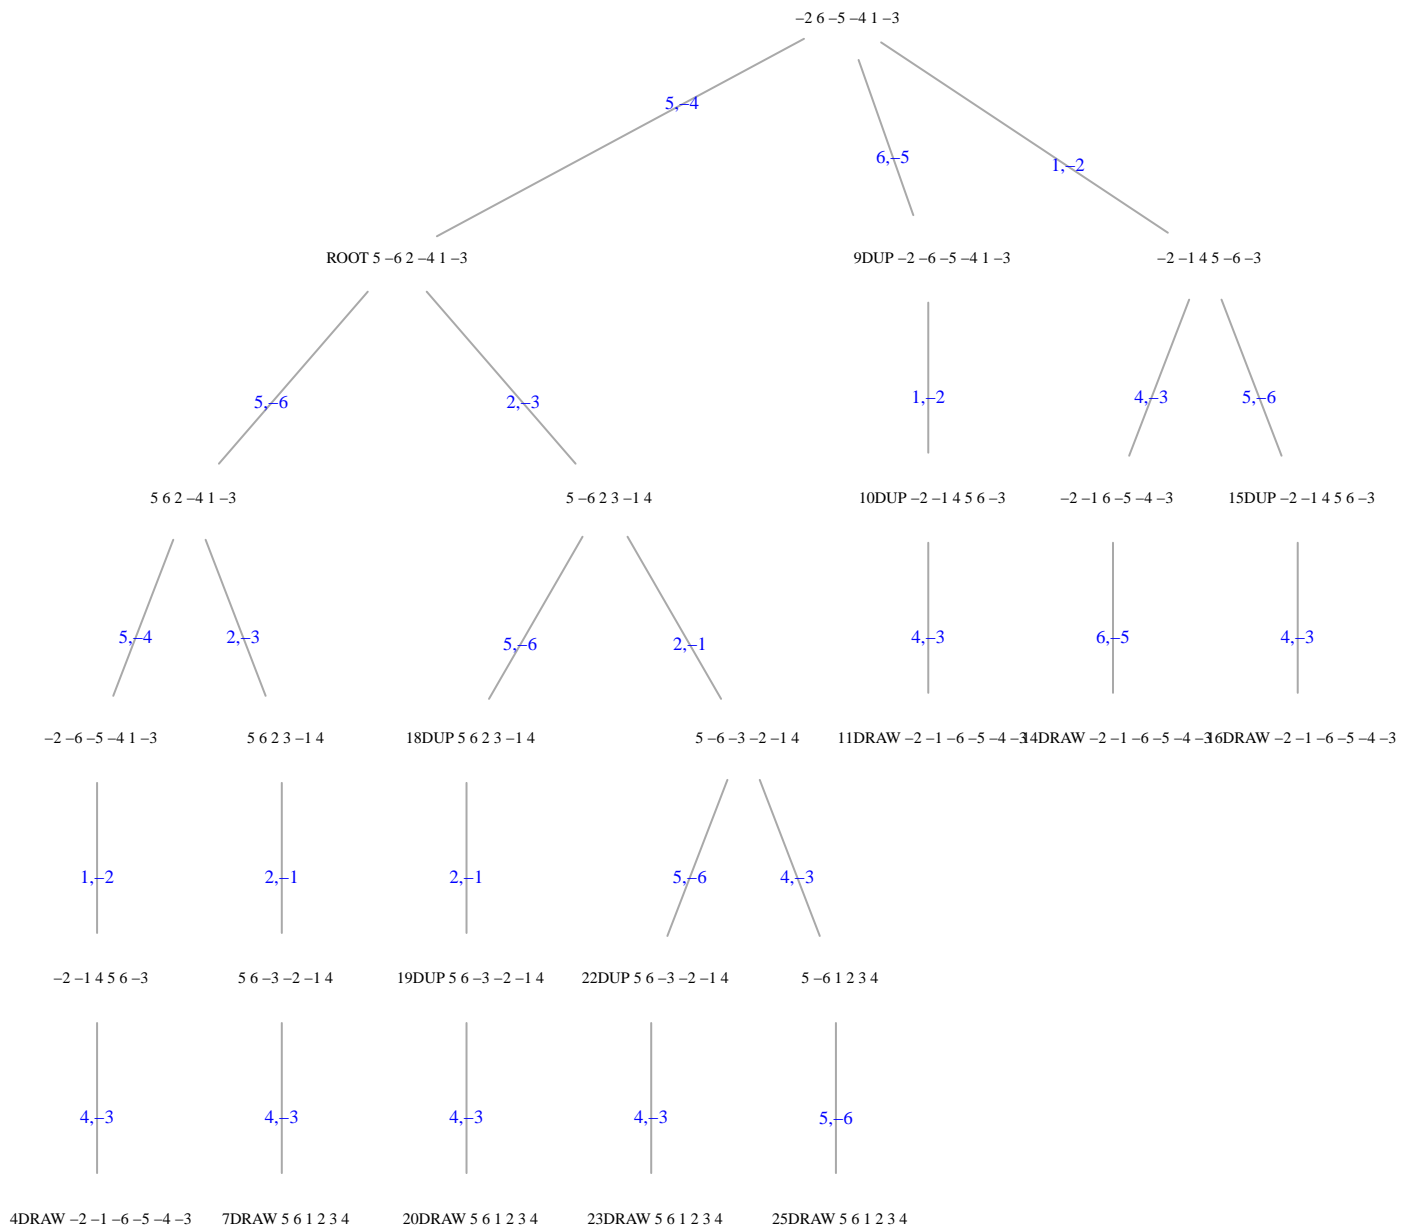 −2 6 −5 −4 1 −3
5,−4
6,−5
1,−2
ROOT 5 −6 2 −4 1 −3
9DUP −2 −6 −5 −4 1 −3
−2 −1 4 5 −6 −3
5,−6
2,−3
1,−2
4,−3
5,−6
5 6 2 −4 1 −3
5 −6 2 3 −1 4
10DUP −2 −1 4 5 6 −3
−2 −1 6 −5 −4 −3
15DUP −2 −1 4 5 6 −3
5,−4
2,−3
5,−6
2,−1
4,−3
6,−5
4,−3
−2 −6 −5 −4 1 −3
5 6 2 3 −1 4
18DUP 5 6 2 3 −1 4
5 −6 −3 −2 −1 4
11DRAW −2 −1 −6 −5 −4 −3
14DRAW −2 −1 −6 −5 −4 −3
16DRAW −2 −1 −6 −5 −4 −3
1,−2
2,−1
2,−1
5,−6
4,−3
−2 −1 4 5 6 −3
5 6 −3 −2 −1 4
19DUP 5 6 −3 −2 −1 4
22DUP 5 6 −3 −2 −1 4
5 −6 1 2 3 4
4,−3
4,−3
4,−3
4,−3
5,−6
4DRAW −2 −1 −6 −5 −4 −3
7DRAW 5 6 1 2 3 4
20DRAW 5 6 1 2 3 4
23DRAW 5 6 1 2 3 4
25DRAW 5 6 1 2 3 4